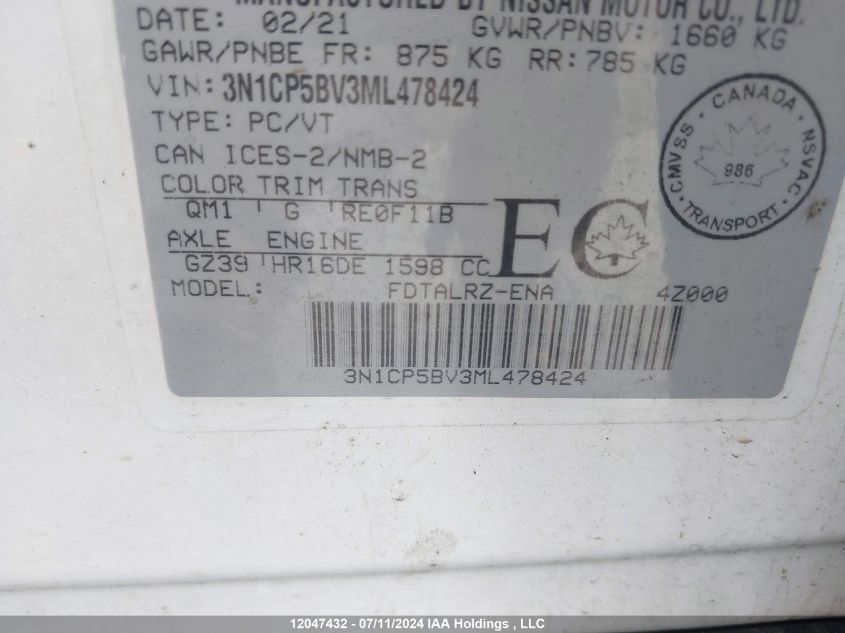 MANUFACTURED BY NISSAN MOTOR CO., LTD.
DATE: 02/21 GVWR/PNBV: 1660 KG
GAWR/PNBE FR: 875 KG RR: 785 KG
VIN: 3N1CP5BV3ML478424
TYPE: PC/VT
CAN ICES-2/NMB-2
COLOR TRIM TRANS
QM1 G RE0F11B
AXLE ENGINE
GZ39 HR16DE 1598 CC
EC
MODEL: FDTALRZ-ENA 4Z000
3N1CP5BV3ML478424
CANADA
CMVSS 986 NSVAC
TRANSPORT
12047432 - 07/11/2024 IAA Holdings , LLC